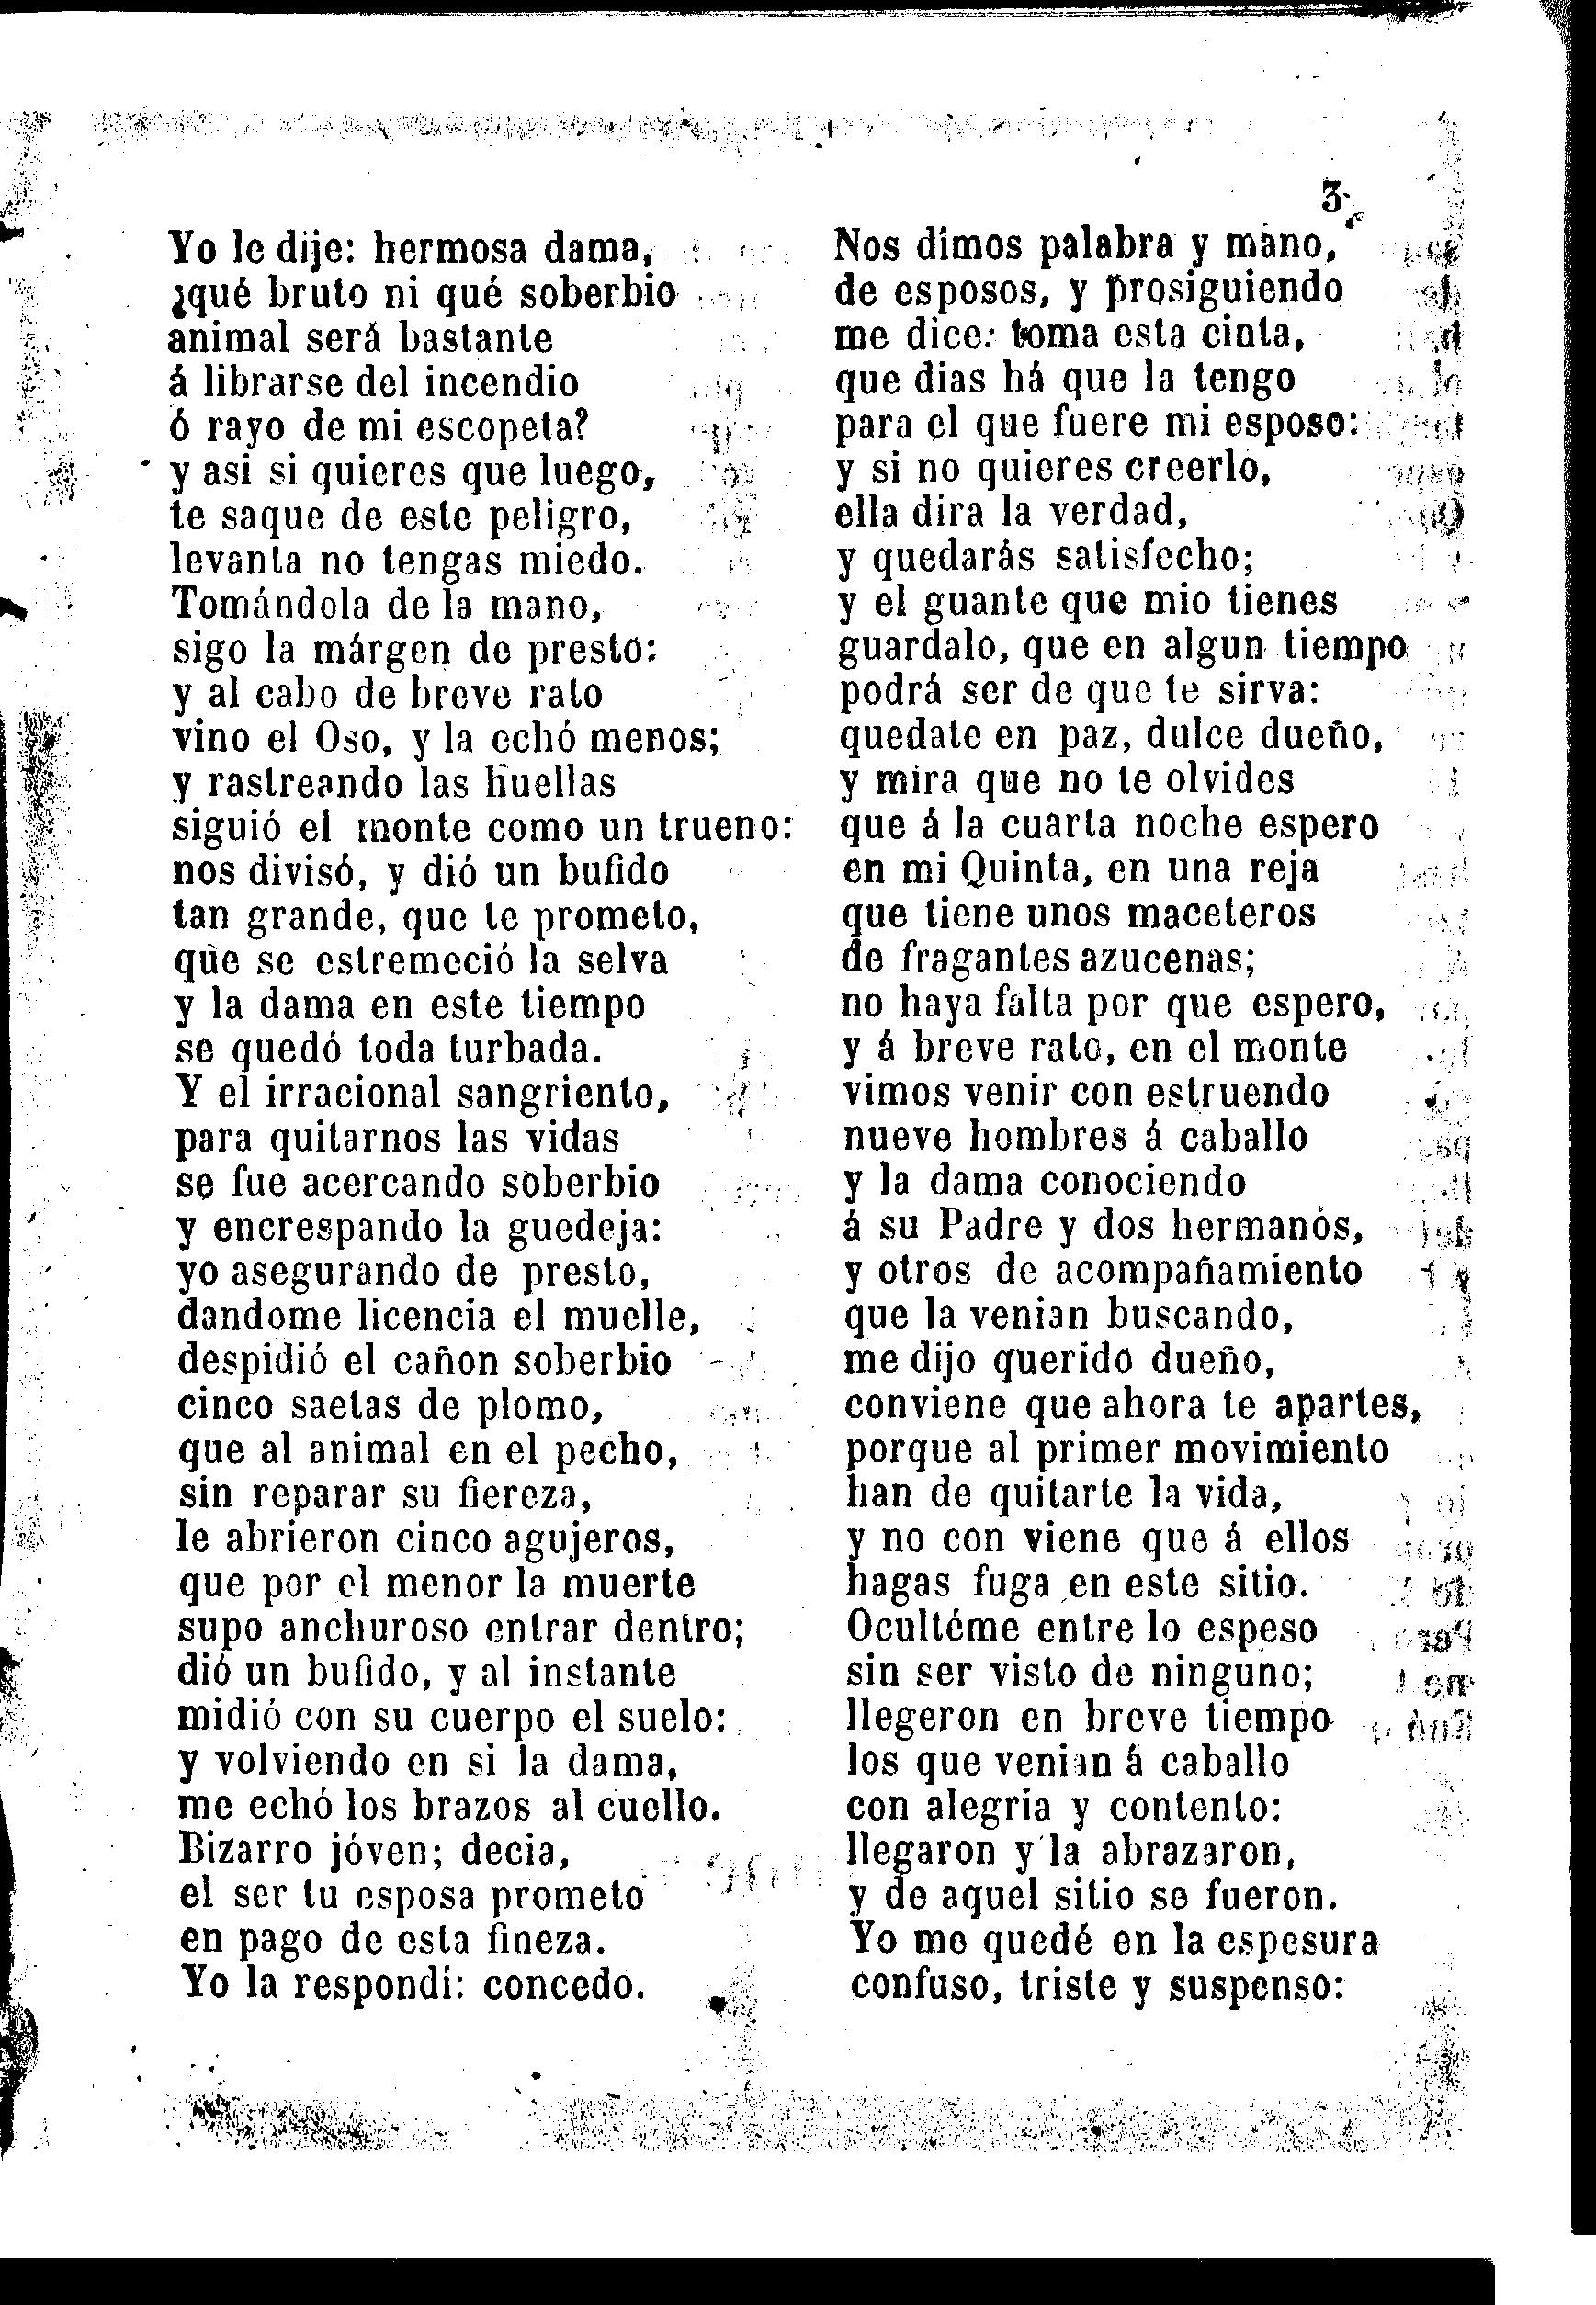 3
Yo le dije: hermosa dama,
¿qué bruto ni qué soberbio
animal será bastante
á librarse del incendio
ó rayo de mi escopeta?
y asi si quieres que luego,
te saque de este peligro,
levanta no tengas miedo.
Tomándola de la mano,
sigo la márgen de presto:
y al cabo de breve rato
vino el Oso, y la echó menos;
y rastreando las huellas
siguió el monte como un trueno:
nos divisó, y dió un bufido
tan grande, que te prometo,
que se estremeció la selva
y la dama en este tiempo
se quedó toda turbada.
Y el irracional sangriento,
para quitarnos las vidas
se fue acercando soberbio
y encrespando la guedeja:
yo asegurando de presto,
dandome licencia el muelle,
despidió el cañon soberbio
cinco saetas de plomo,
que al animal en el pecho,
sin reparar su fiereza,
le abrieron cinco agujeros,
que por el menor la muerte
supo anchuroso entrar dentro;
dió un bufido, y al instante
midió con su cuerpo el suelo:
y volviendo en si la dama,
me echó los brazos al cuello.
Bizarro jóven; decia,
el ser tu esposa prometo
en pago de esta fineza.
Yo la respondí: concedo.
Nos dimos palabra y mano,
de esposos, y prosiguiendo
me dice: toma esta cinta,
que dias há que la tengo
para el que fuere mi esposo:
y si no quieres creerlo,
ella dira la verdad,
y quedarás satisfecho;
y el guante que mio tienes
guardalo, que en algun tiempo
podrá ser de que te sirva:
quedate en paz, dulce dueño,
y mira que no te olvides
que á la cuarta noche espero
en mi Quinta, en una reja
que tiene unos maceteros
de fragantes azucenas;
no haya falta por que espero,
y á breve rato, en el monte
vimos venir con estruendo
nueve hombres á caballo
y la dama conociendo
á su Padre y dos hermanos,
y otros de acompañamiento
que la venian buscando,
me dijo querido dueño,
conviene que ahora te apartes,
porque al primer movimiento
han de quitarte la vida,
y no con viene que á ellos
hagas fuga en este sitio.
Ocultéme entre lo espeso
sin ser visto de ninguno;
llegeron en breve tiempo
los que venian á caballo
con alegria y contento:
llegaron y la abrazaron,
y de aquel sitio se fueron.
Yo me quedé en la espesura
confuso, triste y suspenso: